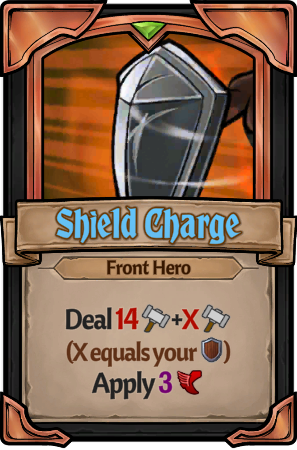 Shield Charge
Front Hero
Deal 14 +X
(X equals your )
Apply 3